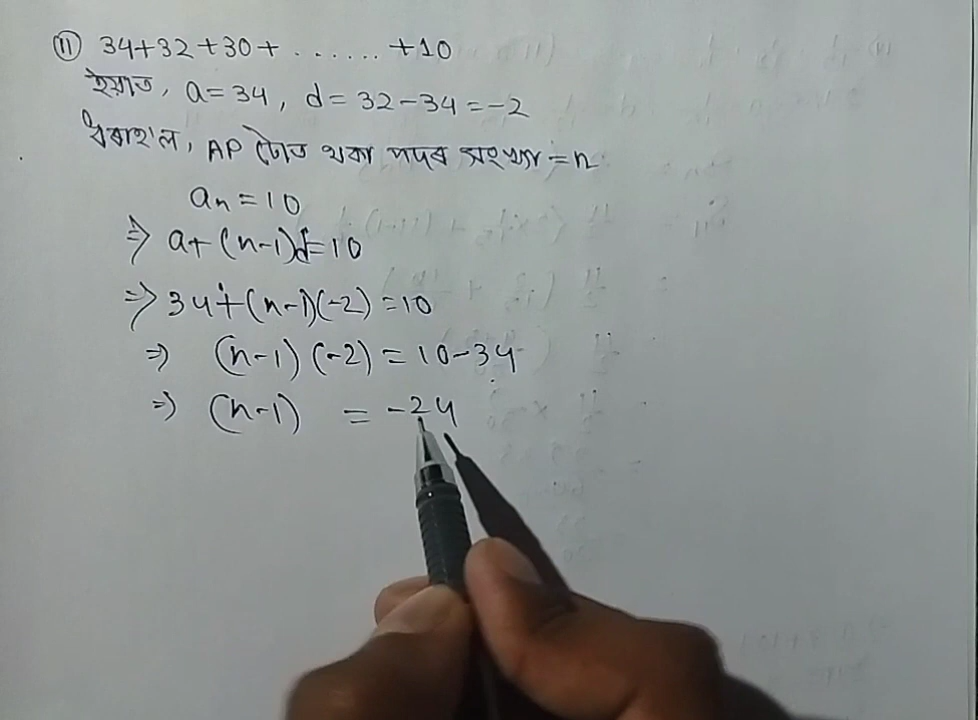 (ii) 34+32+30+ ....... +10
ইয়াত, a=34, d= 32-34=-2
ধৰাহ'ল, AP টোত থকা পদৰ সংখ্যা =n
an =10
⇒ a+(n-1)d=10
⇒ 34+(n-1)(-2)=10
⇒ (n-1)(-2) = 10-34
⇒ (n-1) = -24